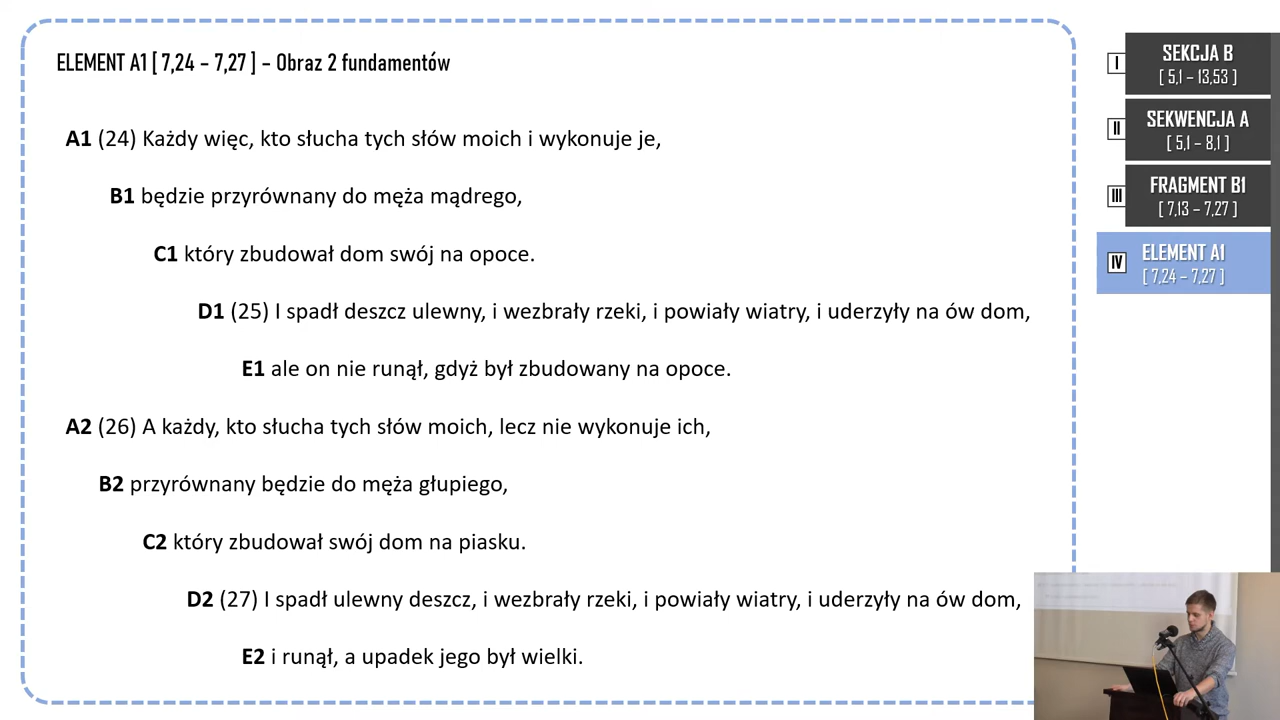 ELEMENT A1 [ 7,24 – 7,27 ] – Obraz 2 fundamentów
A1 (24) Każdy więc, kto słucha tych słów moich i wykonuje je,
B1 będzie przyrównany do męża mądrego,
C1 który zbudował dom swój na opoce.
D1 (25) I spadł deszcz ulewny, i wezbrały rzeki, i powiały wiatry, i uderzyły na ów dom,
E1 ale on nie runął, gdyż był zbudowany na opoce.
A2 (26) A każdy, kto słucha tych słów moich, lecz nie wykonuje ich,
B2 przyrównany będzie do męża głupiego,
C2 który zbudował swój dom na piasku.
D2 (27) I spadł ulewny deszcz, i wezbrały rzeki, i powiały wiatry, i uderzyły na ów dom,
E2 i runął, a upadek jego był wielki.
I
SEKCJA B
[ 5,1 – 13,53 ]
II
SEKWENCJA A
[ 5,1 – 8,1 ]
III
FRAGMENT B1
[ 7,13 – 7,27 ]
IV
ELEMENT A1
[ 7,24 – 7,27 ]